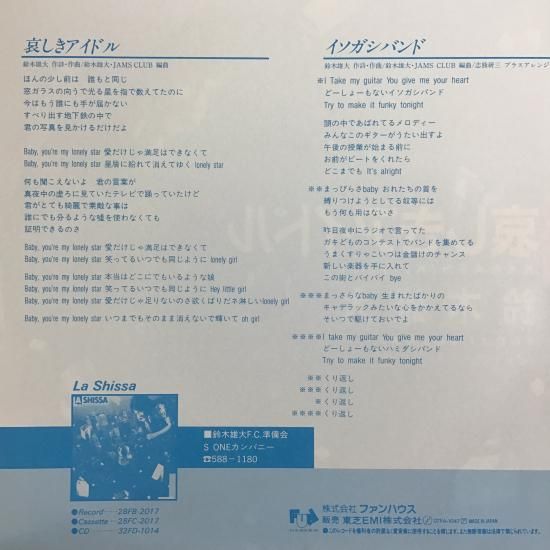 哀しきアイドル
鈴木雄大 作詩・作曲/鈴木雄大・JAMS CLUB 編曲
ほんの少し前は 誰もと同じ
窓ガラスの向うで光る星を指で数えてたのに
今はもう誰にも手が届かない
すべり出す地下鉄の中で
君の写真を見かけるだけだよ
Baby, you're my lonely star 愛だけじゃ満足はできなくて
Baby, you're my lonely star 星屑に紛れて消えてゆく lonely star
何も聞こえないよ 君の言葉が
真夜中の虚ろに見ていたテレビで踊っていたけど
君がとても綺麗で素敵な事は
誰にでも分るような嘘を使わなくても
証明できるのさ
Baby, you're my lonely star 愛だけじゃ満足はできなくて
Baby, you're my lonely star 笑ってるいつでも同じように lonely girl
Baby, you're my lonely star 本当はどこにでもいるような娘
Baby, you're my lonely star 笑ってるいつでも同じように Hey little girl
Baby, you're my lonely star 愛だけじゃ足りないのさ欲くばりだネ淋しいlonely girl
Baby, you're my lonely star いつまでもそのまま消えないで輝いて oh girl
La Shissa
LA SHISSA
●Record……28FB-2017
●Cassette……28FC-2017
●CD……32FD-1014
■鈴木雄大F.C.準備会
S ONEカンパニー
☎588-1180
イソガシバンド
鈴木雄大 作詩・作曲/鈴木雄大・JAMS CLUB 編曲/志熊研三 ブラスアレンジ
※I Take my guitar You give me your heart
どーしょーもないイソガシバンド
Try to make it funky tonight
頭の中であばれてるメロディー
みんなこのギターがうたい出すよ
午後の授業が始まる前に
お前がビートをくれたら
どこまでも It's alright
※※まっぴらさbaby おれたちの首を
縛りつけようとしてる奴等には
もう何も用はないさ
昨日夜中にラジオで言ってた
ガキどものコンテストでバンドを集めてる
うまくすりゃこいつは金儲けのチャンス
新しい楽器を手に入れて
この街とバイバイ bye
※※※まっさらなbaby 生まれたばかりの
キャデラックみたいな心をかかえてるなら
そいつで駆けておいでよ
※※※※I take my guitar You give me your heart
どーしょーもないハミダシバンド
Try to make it funky tonight
※※くり返し
※※※くり返し
※くり返し
※※※※くり返し
株式会社 ファンハウス
販売 東芝EMI株式会社
MADE IN JAPAN